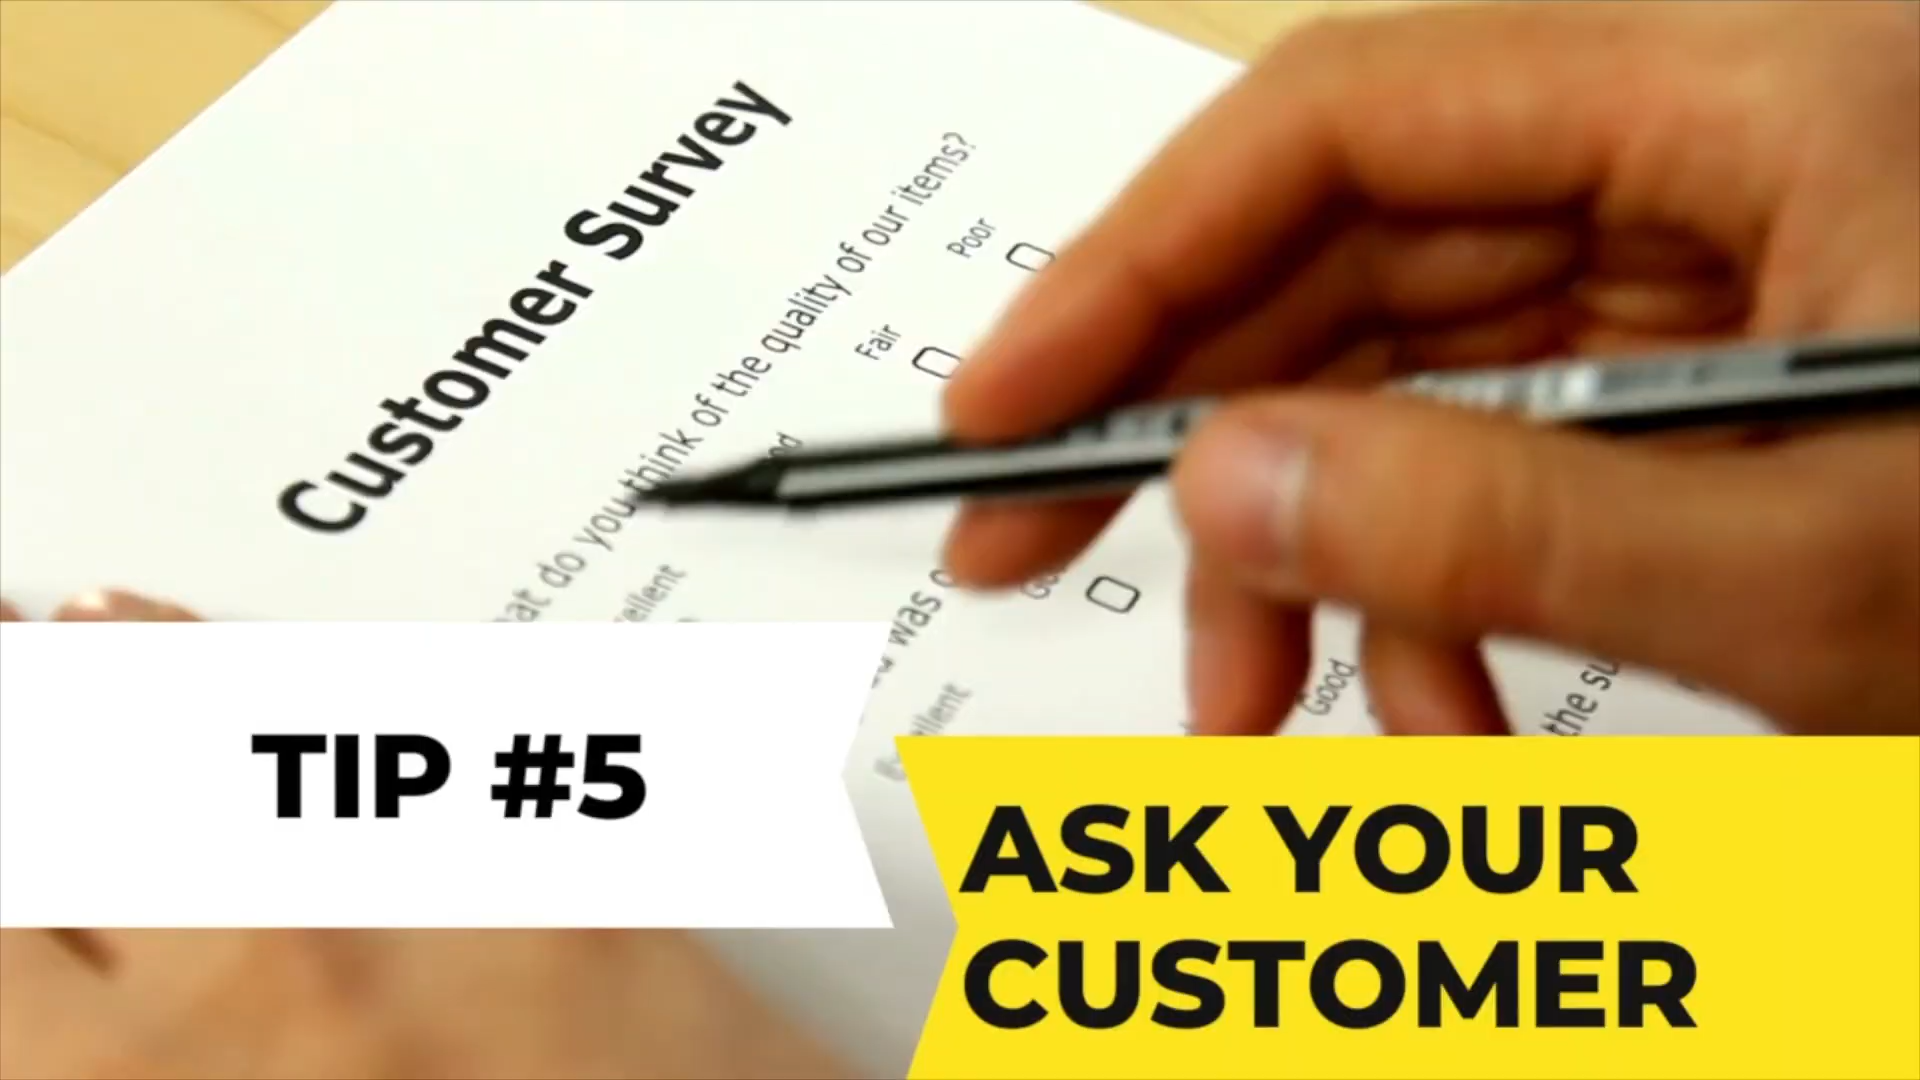 Customer Survey
do you think of the quality of our items?
Fair
Poor
was
Good
the
TIP #5
ASK YOUR
CUSTOMER